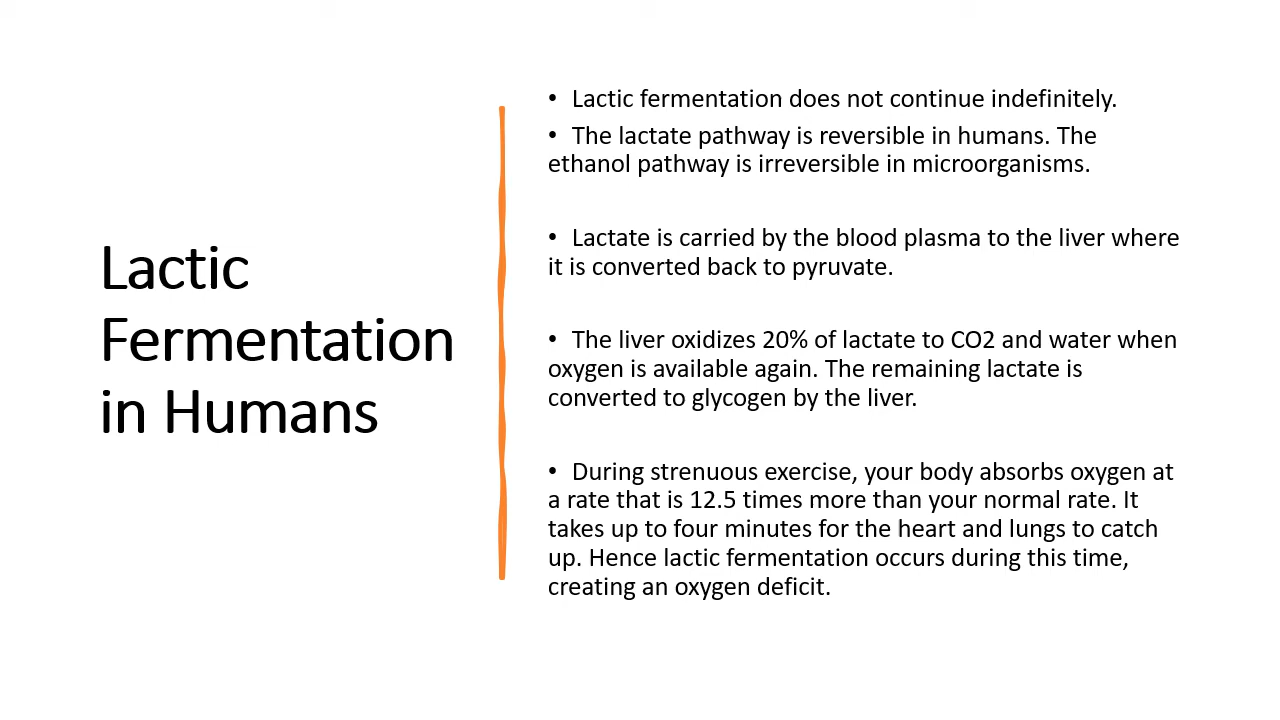 Lactic
Fermentation
in Humans
• Lactic fermentation does not continue indefinitely.
• The lactate pathway is reversible in humans. The
ethanol pathway is irreversible in microorganisms.
• Lactate is carried by the blood plasma to the liver where
it is converted back to pyruvate.
• The liver oxidizes 20% of lactate to CO2 and water when
oxygen is available again. The remaining lactate is
converted to glycogen by the liver.
• During strenuous exercise, your body absorbs oxygen at
a rate that is 12.5 times more than your normal rate. It
takes up to four minutes for the heart and lungs to catch
up. Hence lactic fermentation occurs during this time,
creating an oxygen deficit.